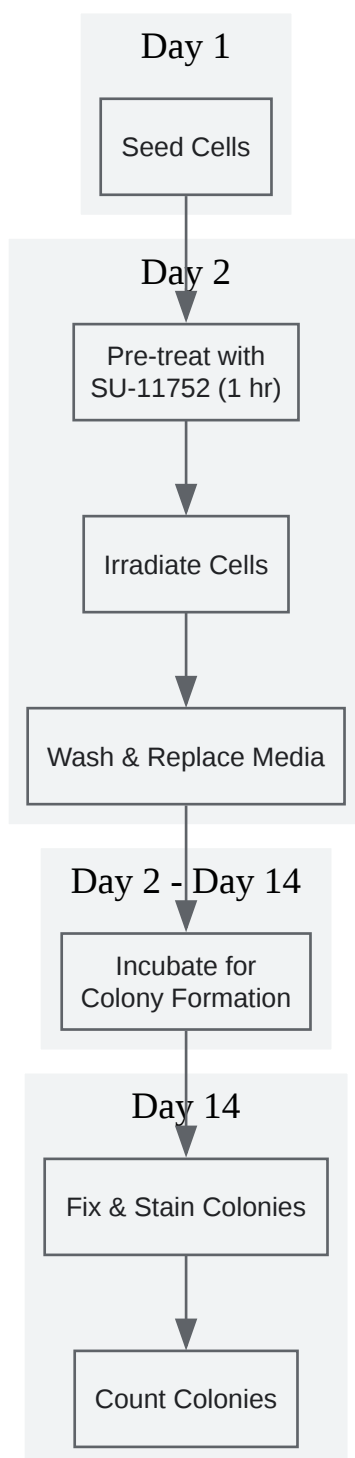 Day 1
Seed Cells
Day 2
Pre-treat with
SU-11752 (1 hr)
Irradiate Cells
Wash & Replace Media
Day 2 - Day 14
Incubate for
Colony Formation
Day 14
Fix & Stain Colonies
Count Colonies